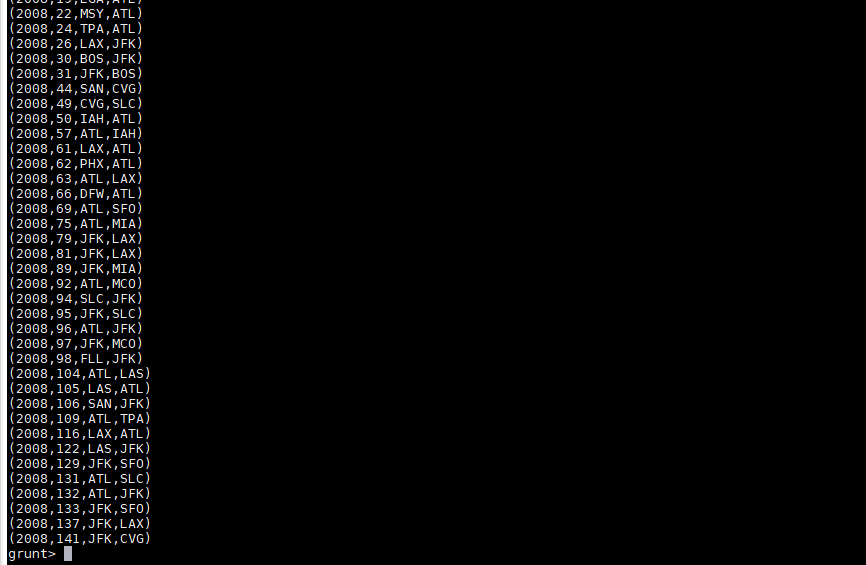 (2008,22,MSY,ATL)
(2008,24,TPA,ATL)
(2008,26,LAX,JFK)
(2008,30,BOS,JFK)
(2008,31,JFK,BOS)
(2008,44,SAN,CVG)
(2008,49,CVG,SLC)
(2008,50,IAH,ATL)
(2008,57,ATL,IAH)
(2008,61,LAX,ATL)
(2008,62,PHX,ATL)
(2008,63,ATL,LAX)
(2008,66,DFW,ATL)
(2008,69,ATL,SFO)
(2008,75,ATL,MIA)
(2008,79,JFK,LAX)
(2008,81,JFK,LAX)
(2008,89,JFK,MIA)
(2008,92,ATL,MCO)
(2008,94,SLC,JFK)
(2008,95,JFK,SLC)
(2008,96,ATL,JFK)
(2008,97,JFK,MCO)
(2008,98,FLL,JFK)
(2008,104,ATL,LAS)
(2008,105,LAS,ATL)
(2008,106,SAN,JFK)
(2008,109,ATL,TPA)
(2008,116,LAX,ATL)
(2008,122,LAS,JFK)
(2008,129,JFK,SFO)
(2008,131,ATL,SLC)
(2008,132,ATL,JFK)
(2008,133,JFK,SFO)
(2008,137,JFK,LAX)
(2008,141,JFK,CVG)
grunt>